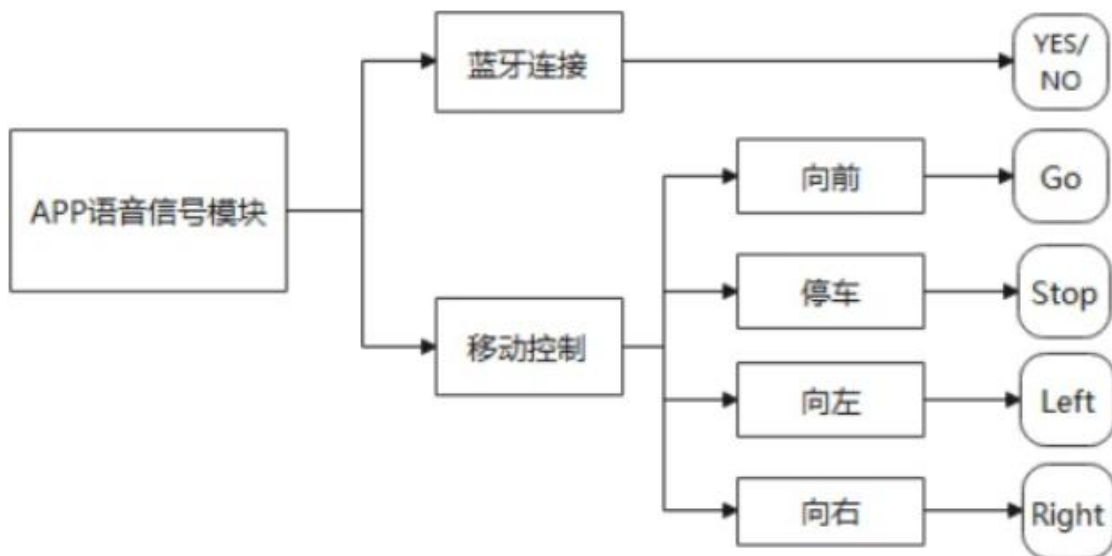 蓝牙连接
YES/
NO
APP语音信号模块
向前
Go
停车
Stop
移动控制
向左
Left
向右
Right